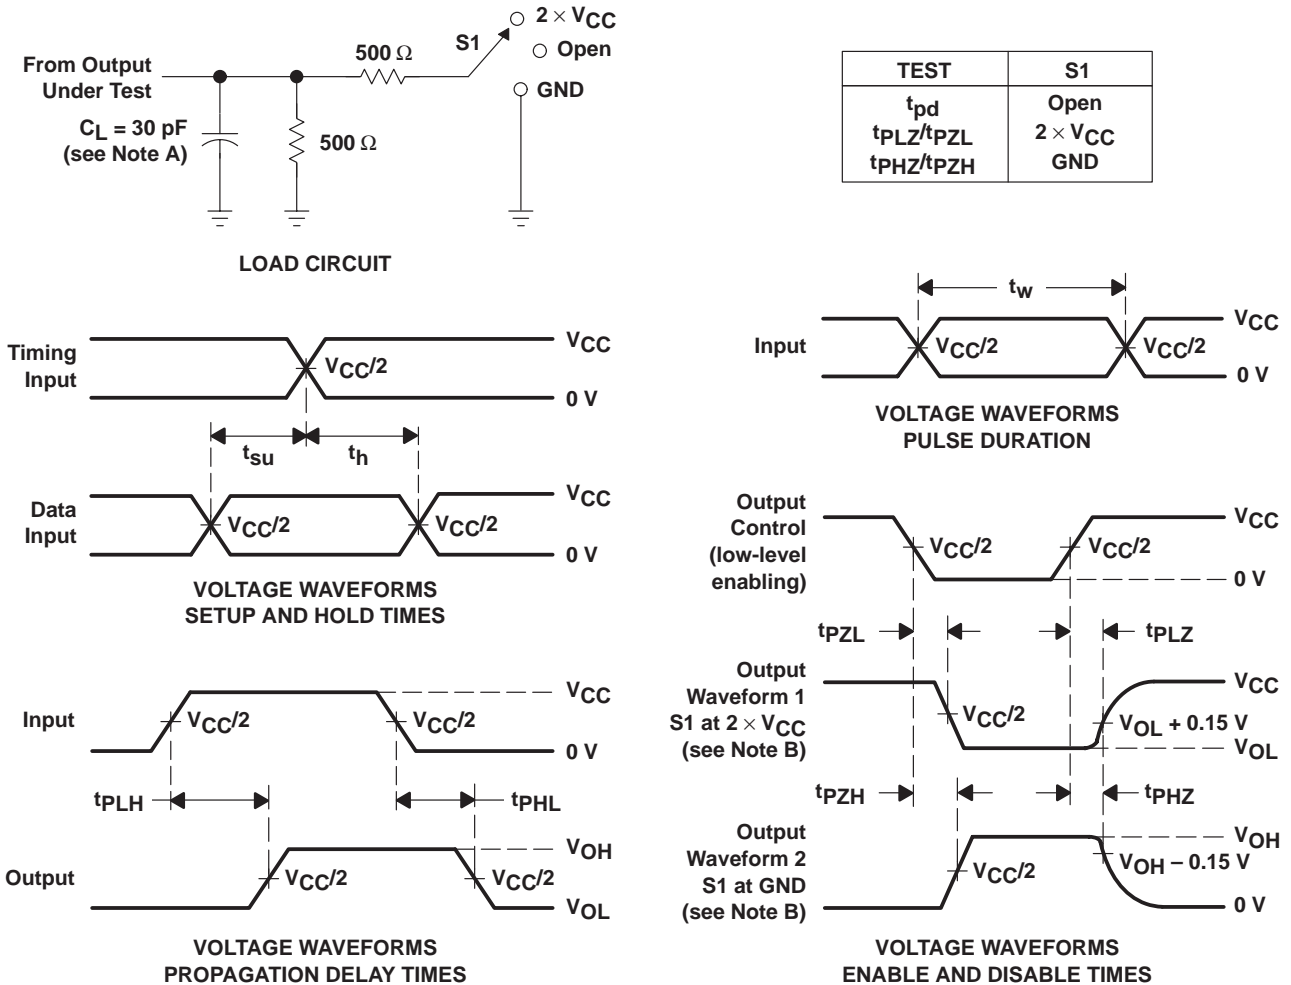 2 × VCC
S1
Open
500 Ω
From Output
Under Test
GND
CL = 30 pF
(see Note A)
500 Ω
LOAD CIRCUIT
TEST S1
tpd Open
tPLZ/tPZL 2 × VCC
tPHZ/tPZH GND
Timing
Input
VCC
VCC/2
0 V
tsu
th
Data
Input
VCC
VCC/2
VCC/2
0 V
VOLTAGE WAVEFORMS
SETUP AND HOLD TIMES
tw
Input
VCC
VCC/2
VCC/2
0 V
VOLTAGE WAVEFORMS
PULSE DURATION
Input
VCC
VCC/2
VCC/2
0 V
tPLH
tPHL
Output
VOH
VCC/2
VCC/2
VOL
VOLTAGE WAVEFORMS
PROPAGATION DELAY TIMES
Output
Control
(low-level
enabling)
VCC
VCC/2
VCC/2
0 V
tPZL
tPLZ
Output
Waveform 1
S1 at 2 × VCC
(see Note B)
VCC
VCC/2
VOL + 0.15 V
VOL
tPZH
tPHZ
Output
Waveform 2
S1 at GND
(see Note B)
VOH
VCC/2
VOH − 0.15 V
0 V
VOLTAGE WAVEFORMS
ENABLE AND DISABLE TIMES